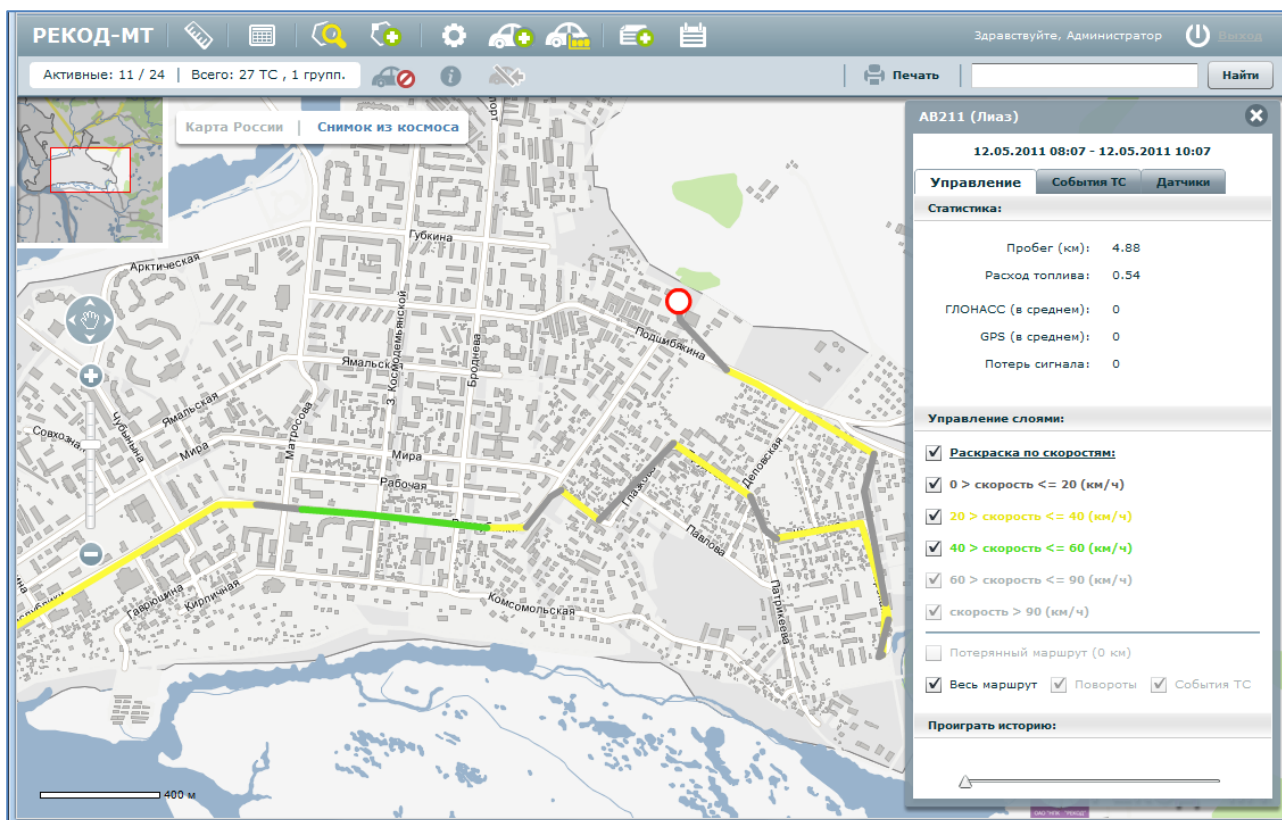 РЕКОД-МТ
Здравствуйте, Администратор
Выход
Активные: 11 / 24 | Всего: 27 ТС , 1 групп.
Печать
Найти
Карта России | Снимок из космоса
Губкина
Арктическая
Подшибякина
Ямальская
З. Космодемьянской
Броднева
Матросова
Ямальская
Чубынина
Совхозна
Мира
Мира
Рабочая
Глазкова
Деповская
Павлова
Гаврюшина
Кирпичная
Комсомольская
Патрикеева
400 м
АВ211 (Лиаз)
12.05.2011 08:07 - 12.05.2011 10:07
Управление События ТС Датчики
Статистика:
Пробег (км): 4.88
Расход топлива: 0.54
ГЛОНАСС (в среднем): 0
GPS (в среднем): 0
Потерь сигнала: 0
Управление слоями:
Раскраска по скоростям:
0 > скорость <= 20 (км/ч)
20 > скорость <= 40 (км/ч)
40 > скорость <= 60 (км/ч)
60 > скорость <= 90 (км/ч)
скорость > 90 (км/ч)
Потерянный маршрут (0 км)
Весь маршрут Повороты События ТС
Проиграть историю: